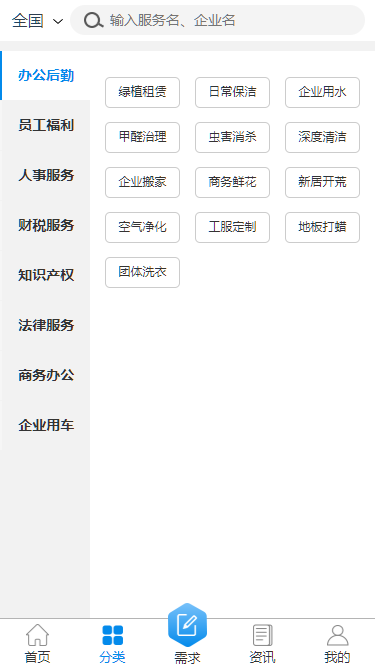 全国 输入服务名、企业名
办公后勤
员工福利
人事服务
财税服务
知识产权
法律服务
商务办公
企业用车
绿植租赁 日常保洁 企业用水
甲醛治理 虫害消杀 深度清洁
企业搬家 商务鲜花 新居开荒
空气净化 工服定制 地板打蜡
团体洗衣
首页 分类 需求 资讯 我的